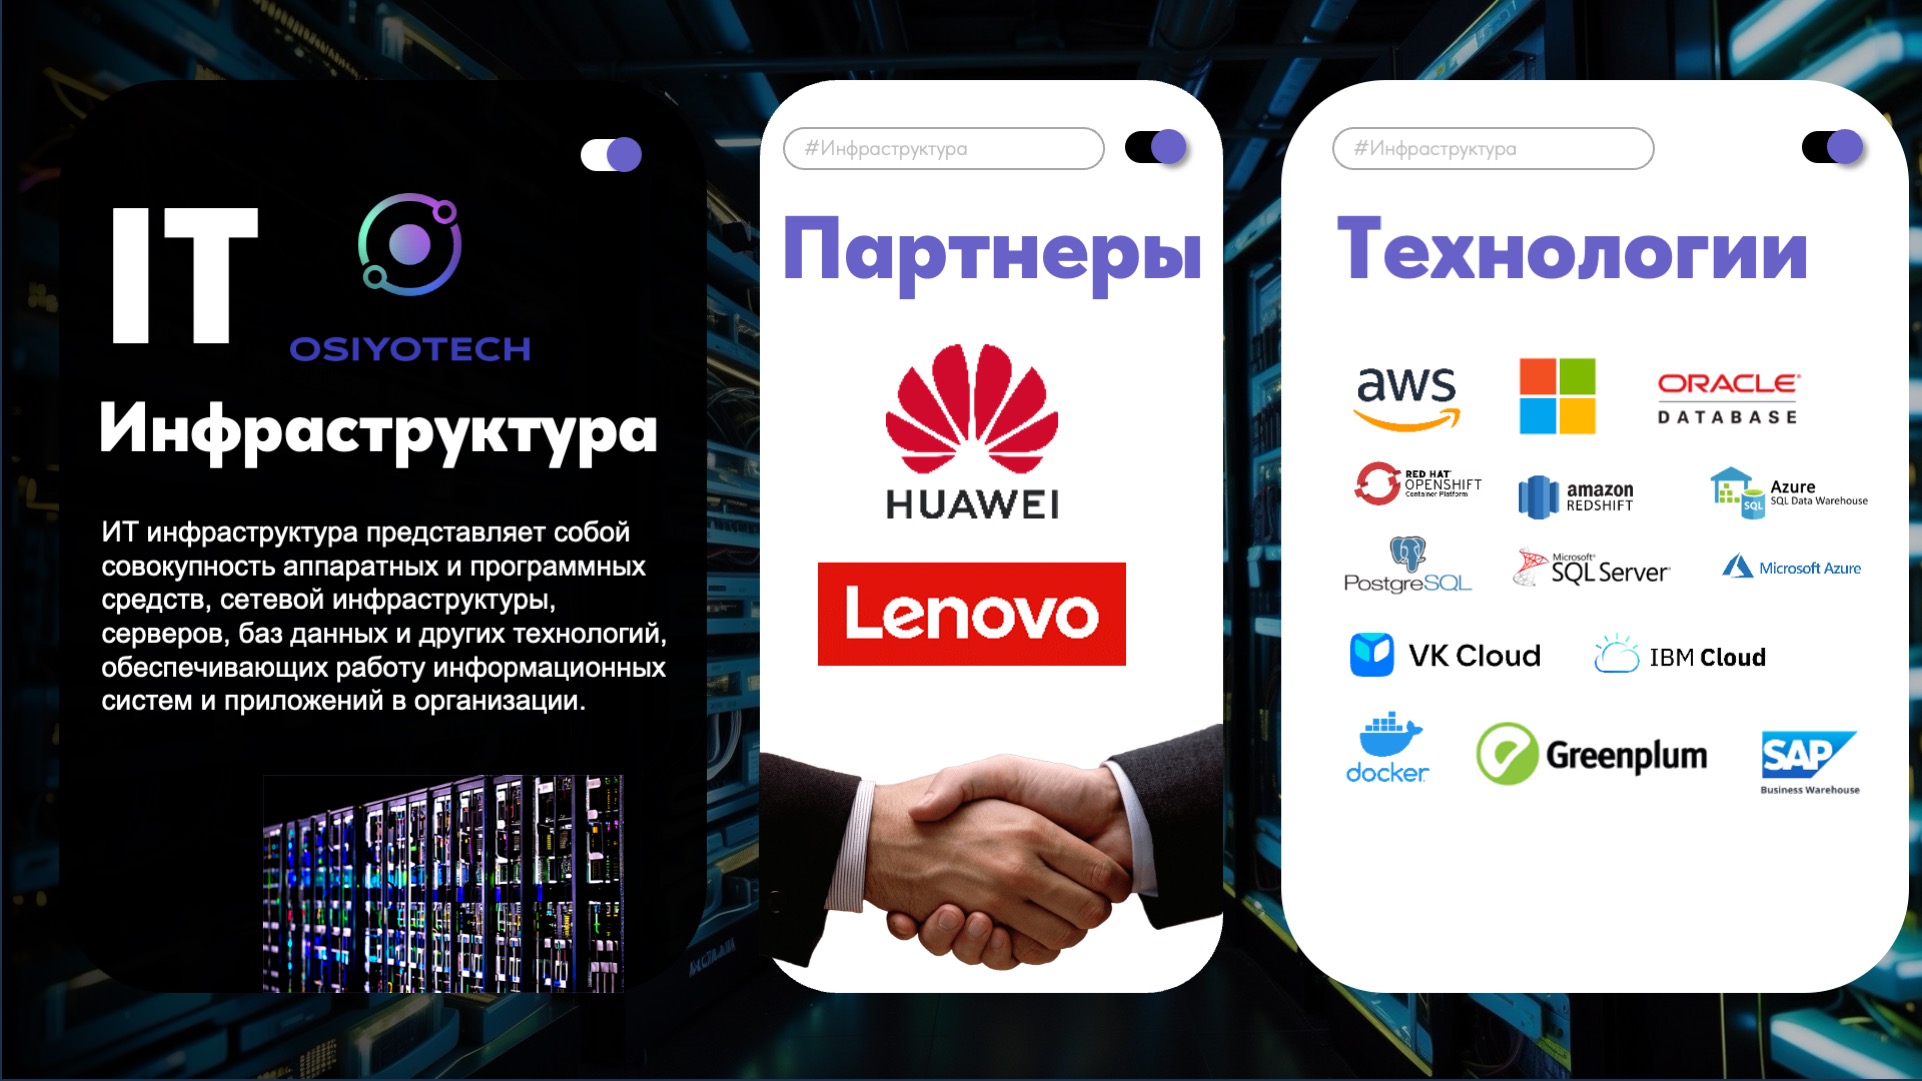 IT
OSIYOTECH
Инфраструктура
ИТ инфраструктура представляет собой
совокупность аппаратных и программных
средств, сетевой инфраструктуры,
серверов, баз данных и других технологий,
обеспечивающих работу информационных
систем и приложений в организации.
#Инфраструктура
Партнеры
HUAWEI
Lenovo
#Инфраструктура
Технологии
aws
ORACLE
DATABASE
RED HAT
OPENSHIFT
Container Platform
amazon
REDSHIFT
SQL
Azure
SQL Data Warehouse
PostgreSQL
Microsoft
SQL Server
Microsoft Azure
VK Cloud
IBM Cloud
docker
Greenplum
SAP
Business Warehouse